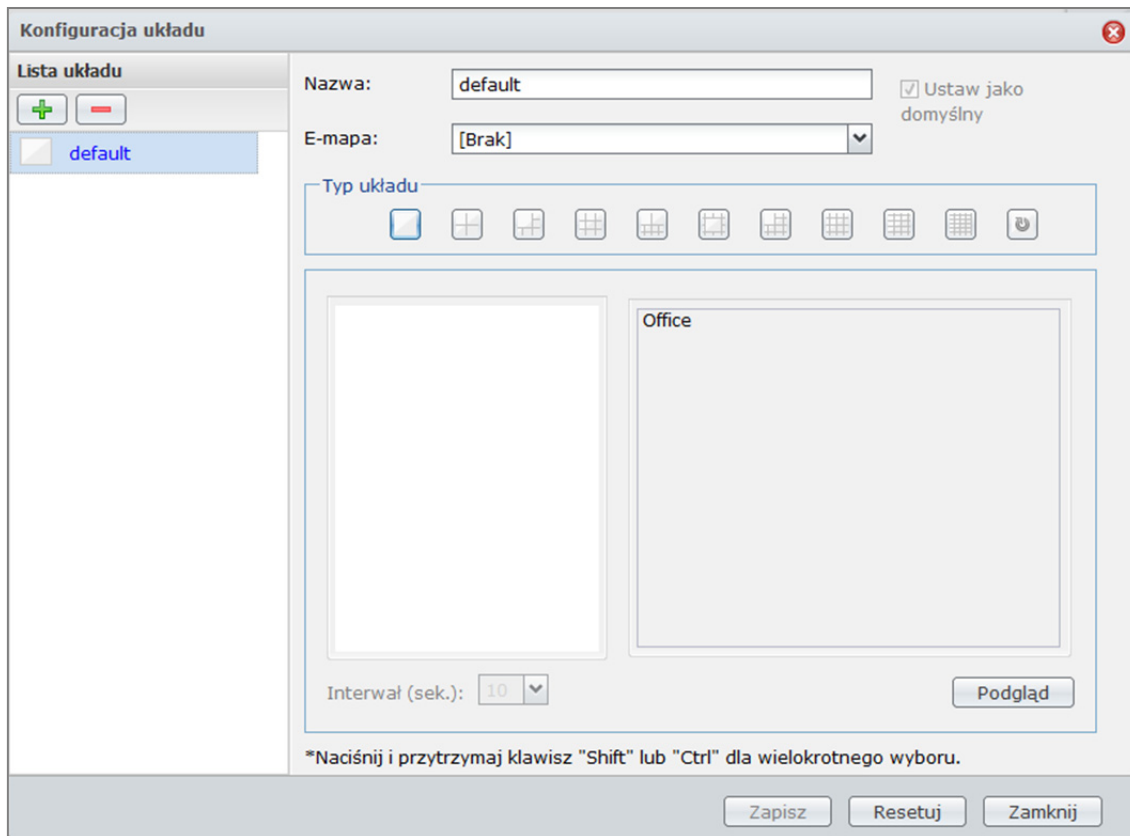 Konfiguracja układu
Lista układu
default
Nazwa:
default
Ustaw jako
domyślny
E-mapa:
[Brak]
Typ układu
Office
Interwał (sek.):
10
Podgląd
*Naciśnij i przytrzymaj klawisz "Shift" lub "Ctrl" dla wielokrotnego wyboru.
Zapisz
Resetuj
Zamknij